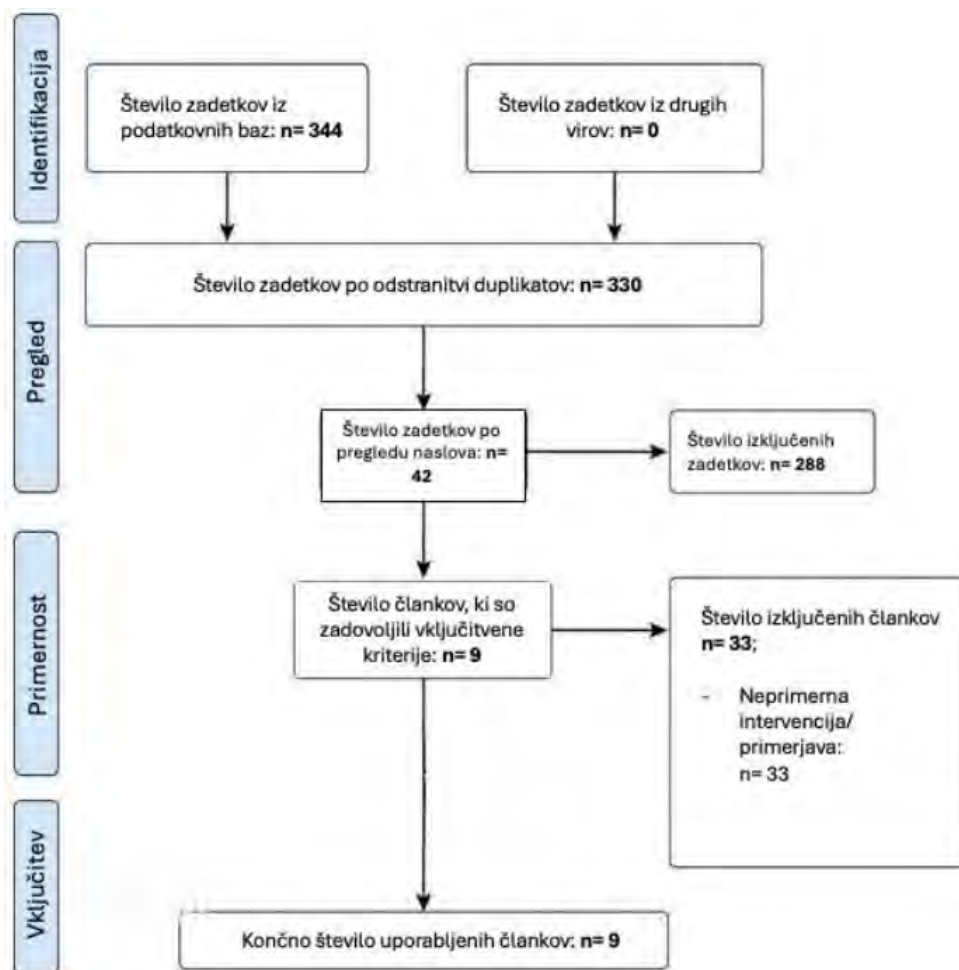 Identifikacija
Število zadetkov iz
podatkovnih baz: n= 344
Število zadetkov iz drugih
virov: n= 0
Pregled
Število zadetkov po odstranitvi duplikatov: n= 330
Število zadetkov po
pregledu naslova: n=
42
Število izključenih
zadetkov: n= 288
Primernost
Število člankov, ki so
zadovoljili vključitvene
kriterije: n= 9
Število izključenih člankov
n= 33;
- Neprimerna
intervencija/
primerjava:
n= 33
Vključitev
Končno število uporabljenih člankov: n= 9